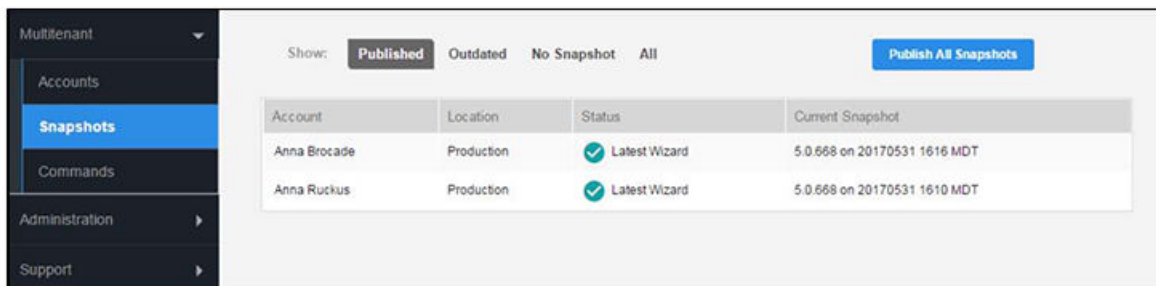 Multitenant
Accounts
Snapshots
Commands
Administration
Support
Show: Published Outdated No Snapshot All Publish All Snapshots
Account Location Status Current Snapshot
Anna Brocade Production Latest Wizard 5.0.668 on 20170531 1616 MDT
Anna Ruckus Production Latest Wizard 5.0.668 on 20170531 1610 MDT